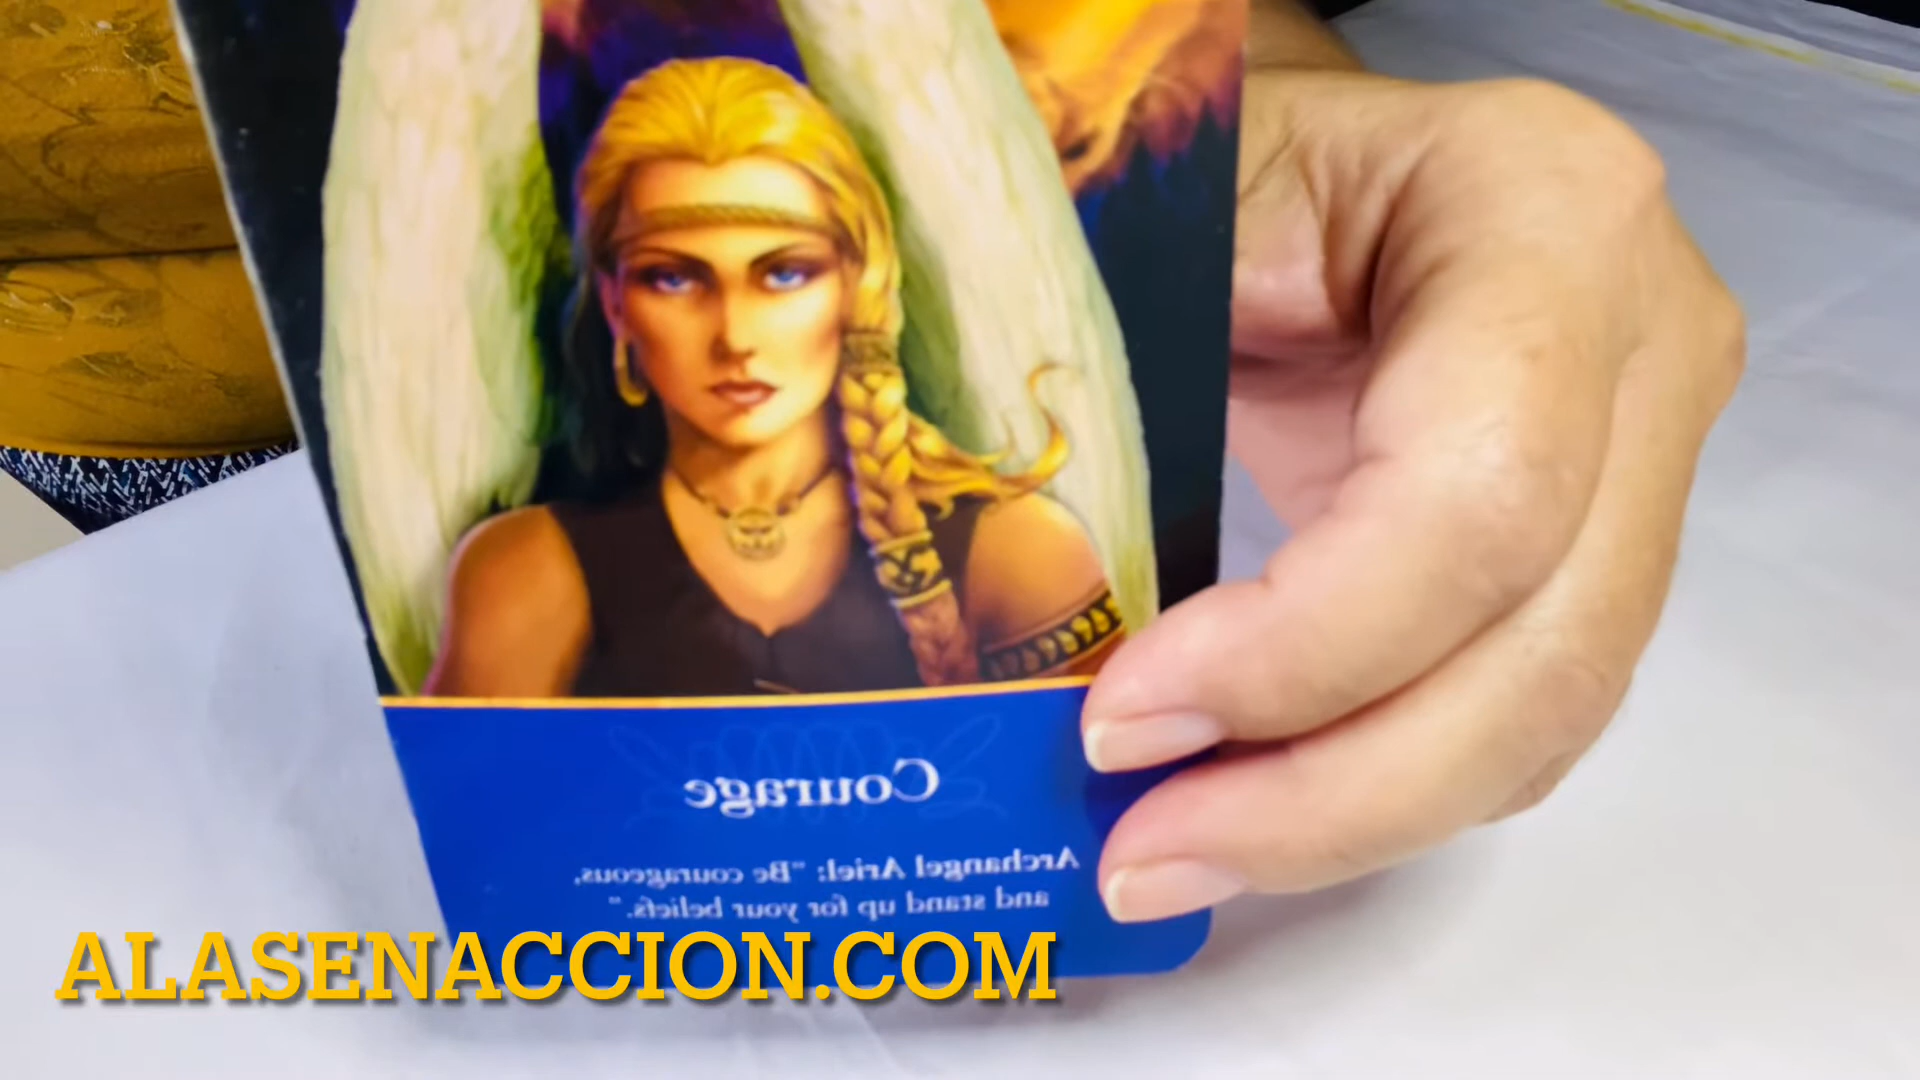 Courage
Archangel Ariel: "Be courageous,
and stand up for your beliefs."
ALASENACCION.COM